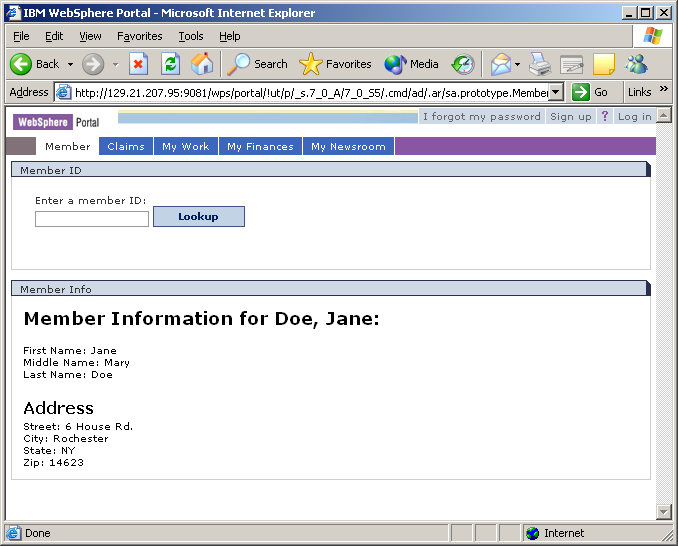 IBM WebSphere Portal - Microsoft Internet Explorer
File Edit View Favorites Tools Help
Back Search Favorites Media
Address http://129.21.207.95:9081/wps/portal/!ut/p/_s.7_0_A/7_0_S5/.cmd/ad/.ar/sa.prototype.Member Go Links »
WebSphere Portal I forgot my password Sign up ? Log in
Member Claims My Work My Finances My Newsroom
Member ID
Enter a member ID:
Lookup
Member Info
Member Information for Doe, Jane:
First Name: Jane
Middle Name: Mary
Last Name: Doe
Address
Street: 6 House Rd.
City: Rochester
State: NY
Zip: 14623
Done Internet